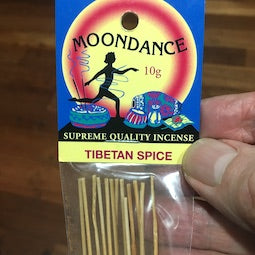 MOONDANCE
10g
SUPREME QUALITY INCENSE
TIBETAN SPICE